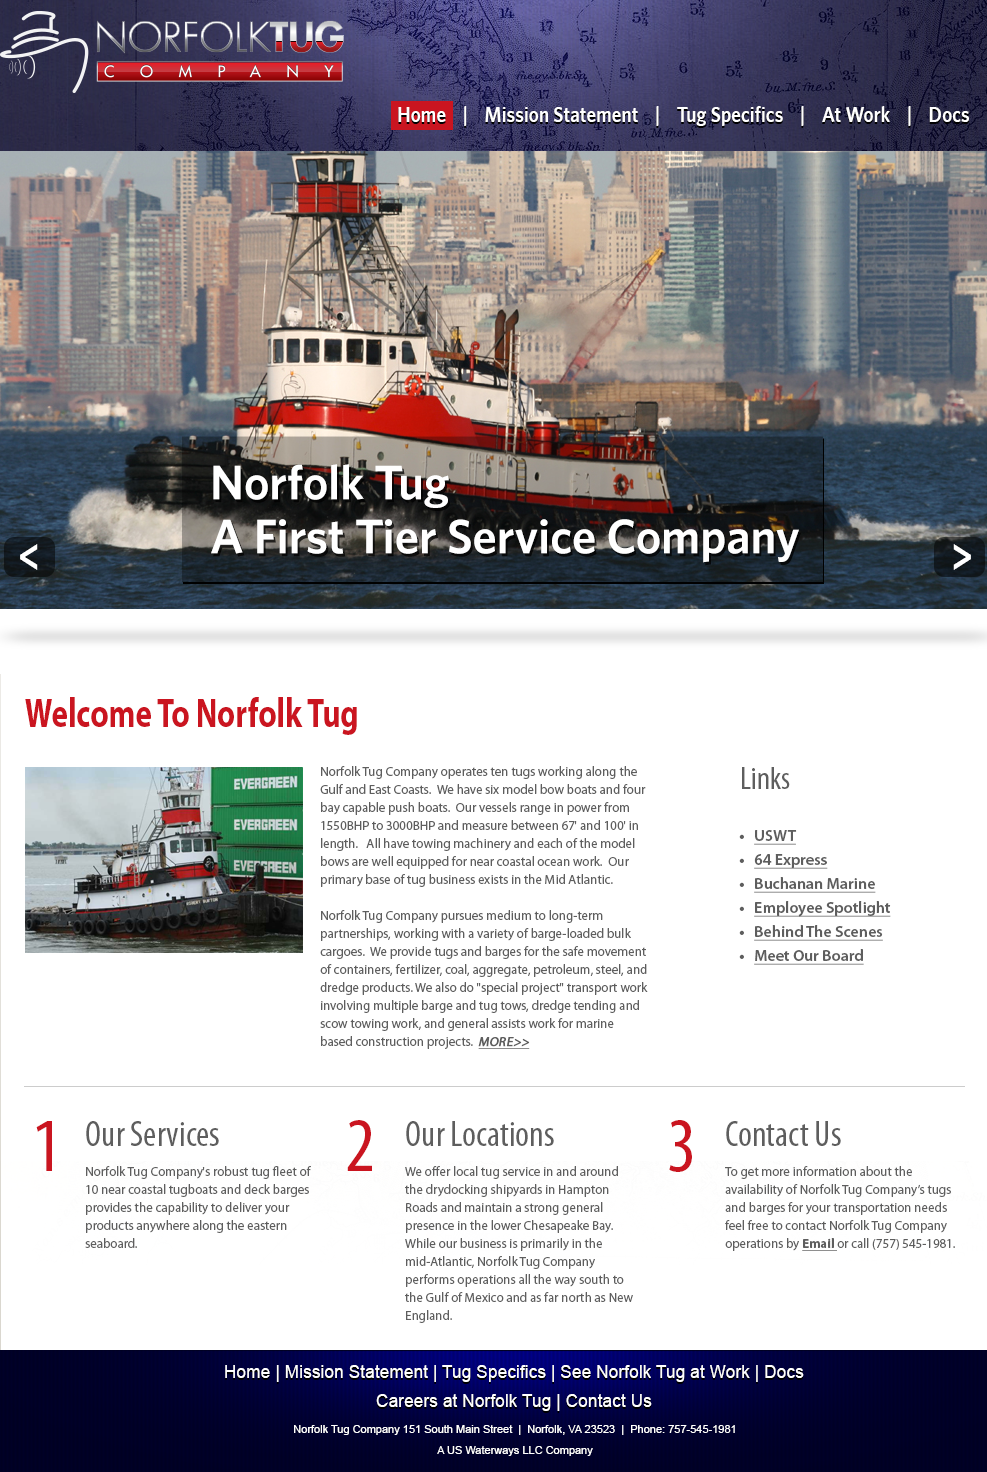 NORFOLKTUG
COMPANY
Home | Mission Statement | Tug Specifics | At Work | Docs
Norfolk Tug
A First Tier Service Company
< >
Welcome To Norfolk Tug
EVERGREEN
EVERGREEN
EVERGREEN
Norfolk Tug Company operates ten tugs working along the
Gulf and East Coasts. We have six model bow boats and four
bay capable push boats. Our vessels range in power from
1550BHP to 3000BHP and measure between 67' and 100' in
length. All have towing machinery and each of the model
bows are well equipped for near coastal ocean work. Our
primary base of tug business exists in the Mid Atlantic.
Norfolk Tug Company pursues medium to long-term
partnerships, working with a variety of barge-loaded bulk
cargoes. We provide tugs and barges for the safe movement
of containers, fertilizer, coal, aggregate, petroleum, steel, and
dredge products. We also do "special project" transport work
involving multiple barge and tug tows, dredge tending and
scow towing work, and general assists work for marine
based construction projects. MORE>>
Links
• USWT
• 64 Express
• Buchanan Marine
• Employee Spotlight
• Behind The Scenes
• Meet Our Board
1 Our Services
Norfolk Tug Company's robust tug fleet of
10 near coastal tugboats and deck barges
provides the capability to deliver your
products anywhere along the eastern
seaboard.
2 Our Locations
We offer local tug service in and around
the drydocking shipyards in Hampton
Roads and maintain a strong general
presence in the lower Chesapeake Bay.
While our business is primarily in the
mid-Atlantic, Norfolk Tug Company
performs operations all the way south to
the Gulf of Mexico and as far north as New
England.
3 Contact Us
To get more information about the
availability of Norfolk Tug Company’s tugs
and barges for your transportation needs
feel free to contact Norfolk Tug Company
operations by Email or call (757) 545-1981.
Home | Mission Statement | Tug Specifics | See Norfolk Tug at Work | Docs
Careers at Norfolk Tug | Contact Us
Norfolk Tug Company 151 South Main Street | Norfolk, VA 23523 | Phone: 757-545-1981
A US Waterways LLC Company